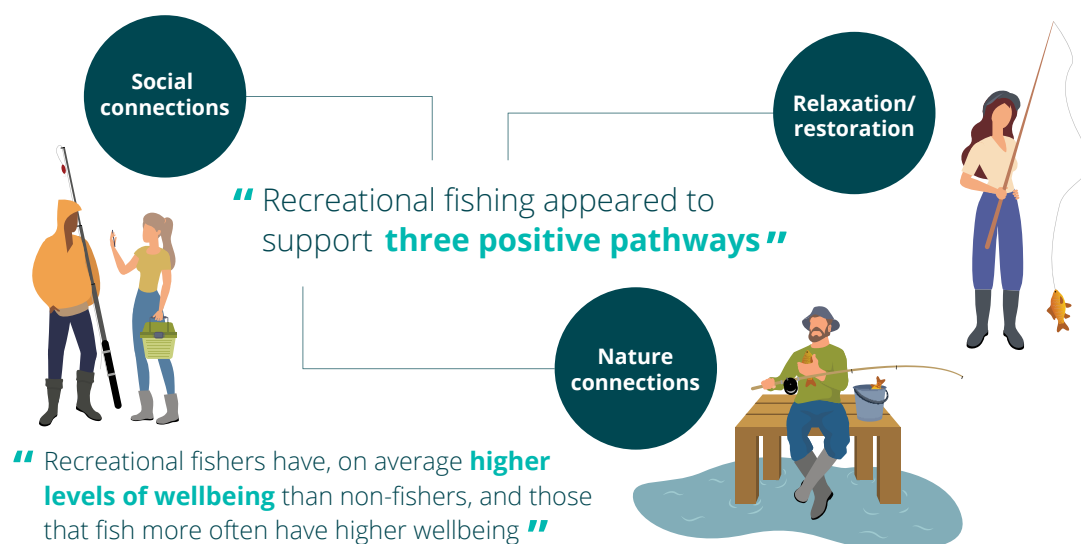 Social
connections
Relaxation/
restoration
" Recreational fishing appeared to
support three positive pathways "
Nature
connections
" Recreational fishers have, on average higher
levels of wellbeing than non-fishers, and those
that fish more often have higher wellbeing "